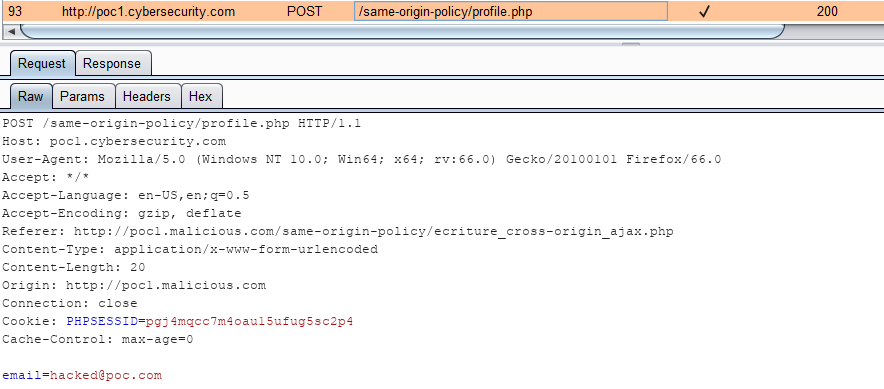 93 http://poc1.cybersecurity.com POST /same-origin-policy/profile.php ✓ 200
Request Response
Raw Params Headers Hex
POST /same-origin-policy/profile.php HTTP/1.1
Host: poc1.cybersecurity.com
User-Agent: Mozilla/5.0 (Windows NT 10.0; Win64; x64; rv:66.0) Gecko/20100101 Firefox/66.0
Accept: */*
Accept-Language: en-US,en;q=0.5
Accept-Encoding: gzip, deflate
Referer: http://poc1.malicious.com/same-origin-policy/ecriture_cross-origin_ajax.php
Content-Type: application/x-www-form-urlencoded
Content-Length: 20
Origin: http://poc1.malicious.com
Connection: close
Cookie: PHPSESSID=pgj4mqcc7m4oau15ufug5sc2p4
Cache-Control: max-age=0
email=hacked@poc.com